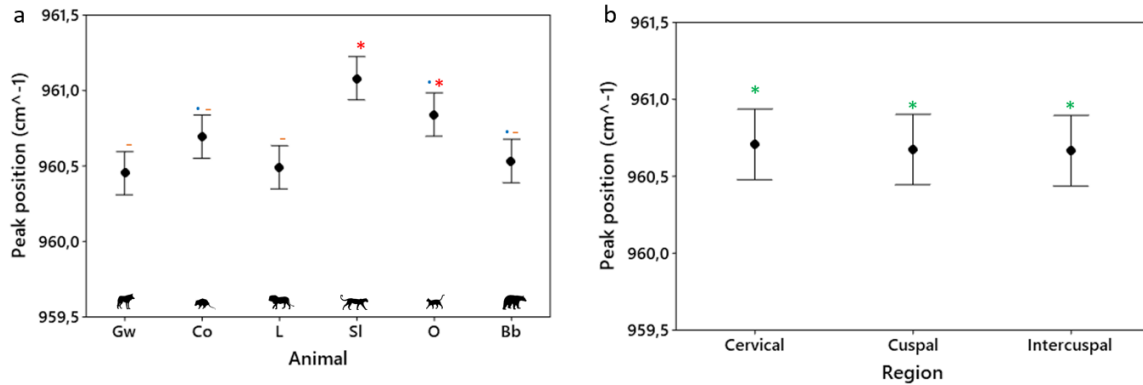 a
961,5
961,0
960,5
960,0
959,5
Peak position (cm^-1)
* 
• –
–
–
• *
• –
Gw Co L Sl O Bb
Animal
b
961,5
961,0
960,5
960,0
959,5
Peak position (cm^-1)
* * *
Cervical Cuspal Intercuspal
Region